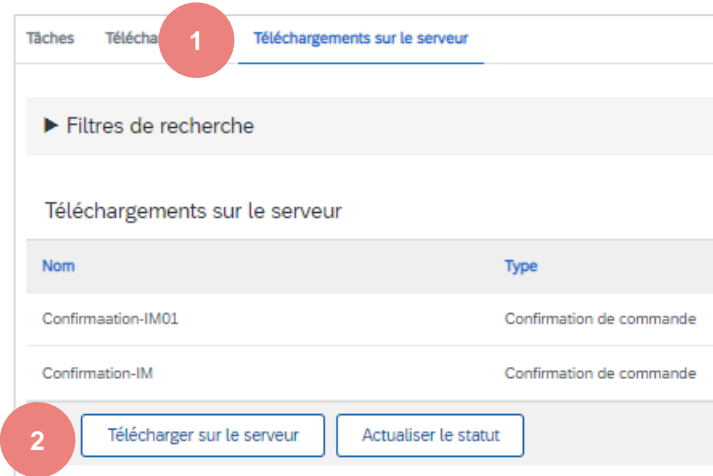 Tâches Télécha 1 Téléchargements sur le serveur
▶ Filtres de recherche
Téléchargements sur le serveur
Nom Type
Confirmaation-IM01 Confirmation de commande
Confirmation-IM Confirmation de commande
2 Télécharger sur le serveur Actualiser le statut